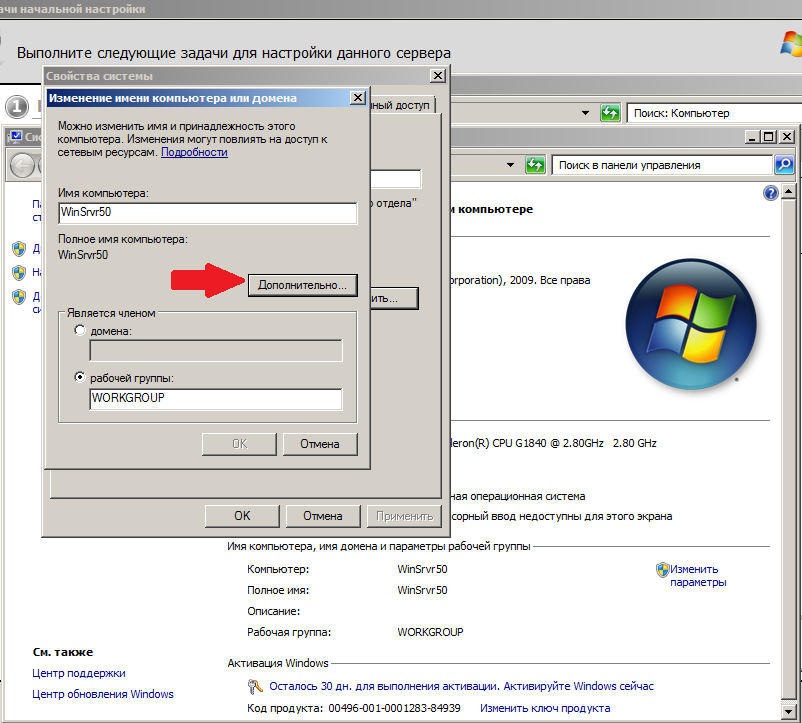 ачи начальной настройки
Выполните следующие задачи для настройки данного сервера
Свойства системы
Изменение имени компьютера или домена
ный доступ
Можно изменить имя и принадлежность этого
компьютера. Изменения могут повлиять на доступ к
сетевым ресурсам. Подробности
Имя компьютера:
WinSrvr50
Полное имя компьютера:
WinSrvr50
Дополнительно...
Является членом
домена:
рабочей группы:
WORKGROUP
ОК
Отмена
о отдела"
ить...
ОК
Отмена
Применить
1
Поиск: Компьютер
Сис
Поиск в панели управления
и компьютере
orporation), 2009. Все права
leron(R) CPU G1840 @ 2.80GHz 2.80 GHz
ная операционная система
сорный ввод недоступны для этого экрана
Имя компьютера, имя домена и параметры рабочей группы
Компьютер:
WinSrvr50
Изменить
параметры
Полное имя:
WinSrvr50
Описание:
Рабочая группа:
WORKGROUP
См. также
Центр поддержки
Центр обновления Windows
Активация Windows
Осталось 30 дн. для выполнения активации. Активируйте Windows сейчас
Код продукта: 00496-001-0001283-84939 Изменить ключ продукта